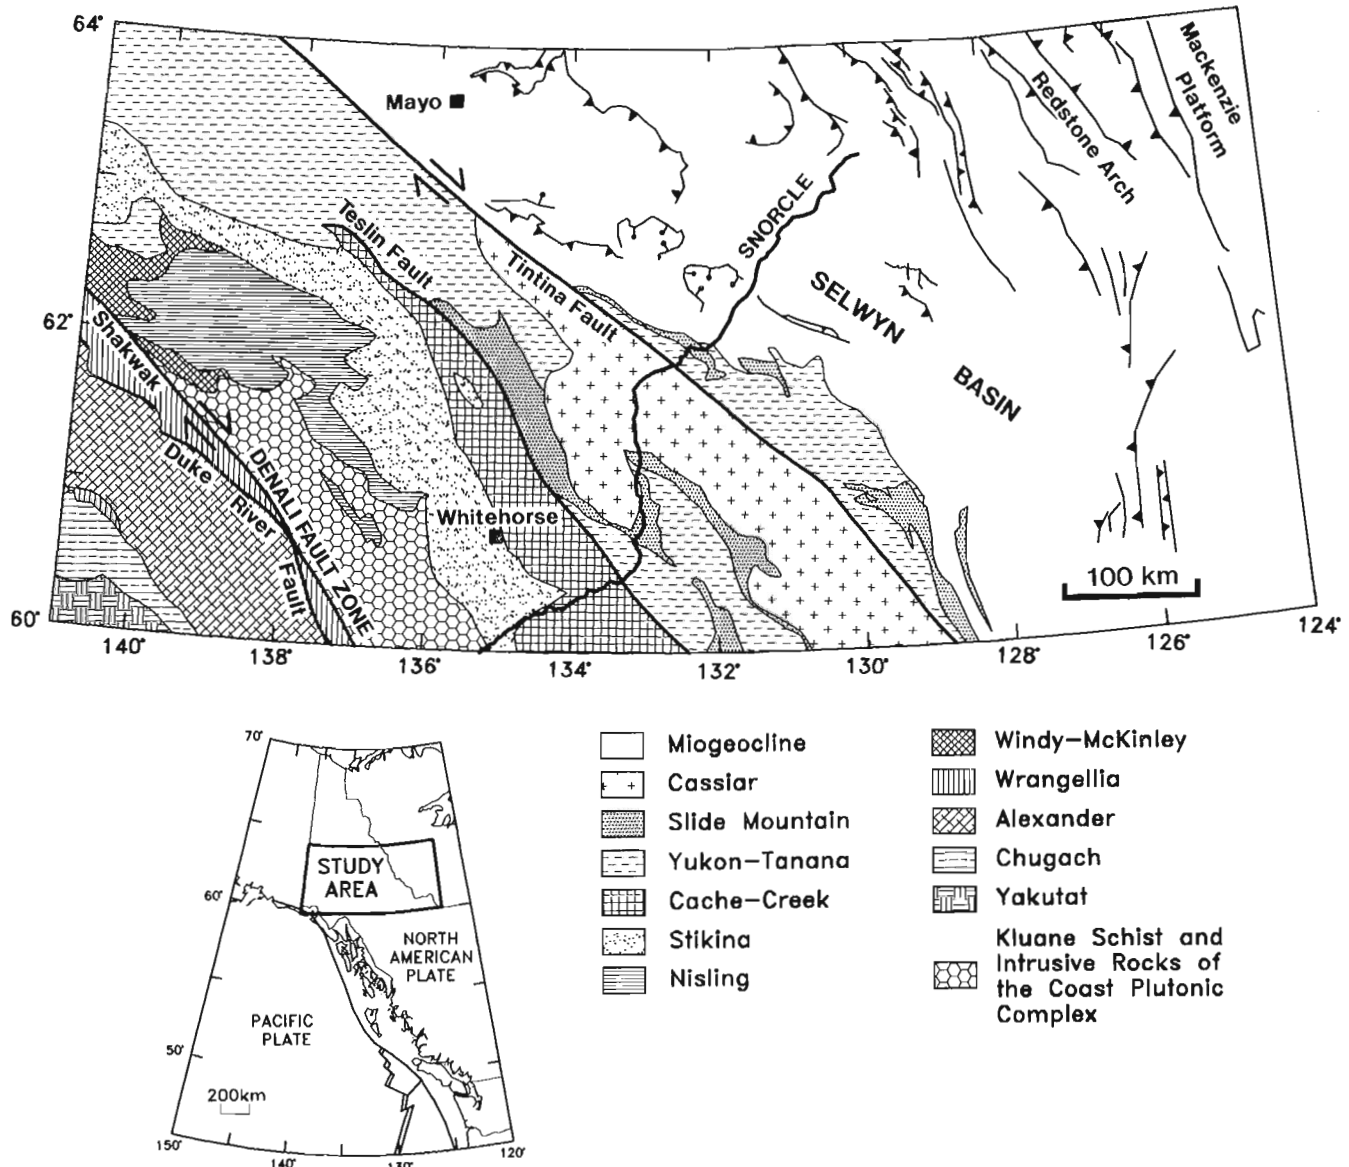 64°
Mayo
Redstone Arch
Mackenzie
Platform
SNORCLE
Teslin Fault
Tintina Fault
SELWYN
BASIN
62°
Shakwak
Duke River Fault
DENALI FAULT ZONE
Whitehorse
100 km
60°
140°
138°
136°
134°
132°
130°
128°
126°
124°
70°
60°
50°
150°
140°
130°
120°
STUDY
AREA
NORTH
AMERICAN
PLATE
PACIFIC
PLATE
200km
Miogeocline
Cassiar
Slide Mountain
Yukon-Tanana
Cache-Creek
Stikina
Nisling
Windy-McKinley
Wrangellia
Alexander
Chugach
Yakutat
Kluane Schist and
Intrusive Rocks of
the Coast Plutonic
Complex